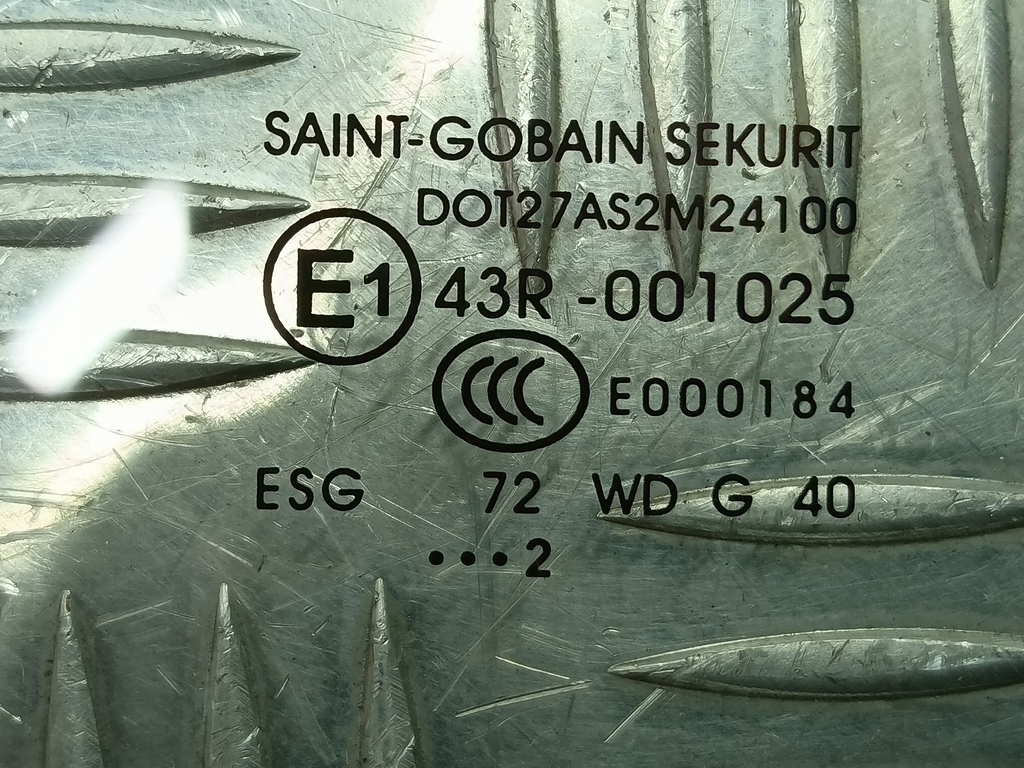 SAINT-GOBAIN SEKURIT
DOT27AS2M24100
E1 43R -001025
CCC E000184
ESG 72 WD G 40
•••2